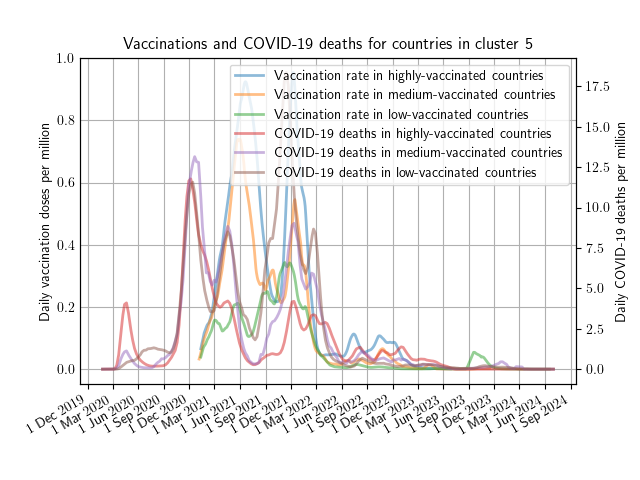 Vaccinations and COVID-19 deaths for countries in cluster 5
Vaccination rate in highly-vaccinated countries
Vaccination rate in medium-vaccinated countries
Vaccination rate in low-vaccinated countries
COVID-19 deaths in highly-vaccinated countries
COVID-19 deaths in medium-vaccinated countries
COVID-19 deaths in low-vaccinated countries
Daily vaccination doses per million
1.0
0.8
0.6
0.4
0.2
0.0
Daily COVID-19 deaths per million
17.5
15.0
12.5
10.0
7.5
5.0
2.5
0.0
1 Dec 2019
1 Mar 2020
1 Jun 2020
1 Sep 2020
1 Dec 2020
1 Mar 2021
1 Jun 2021
1 Sep 2021
1 Dec 2021
1 Mar 2022
1 Jun 2022
1 Sep 2022
1 Dec 2022
1 Mar 2023
1 Jun 2023
1 Sep 2023
1 Dec 2023
1 Mar 2024
1 Jun 2024
1 Sep 2024